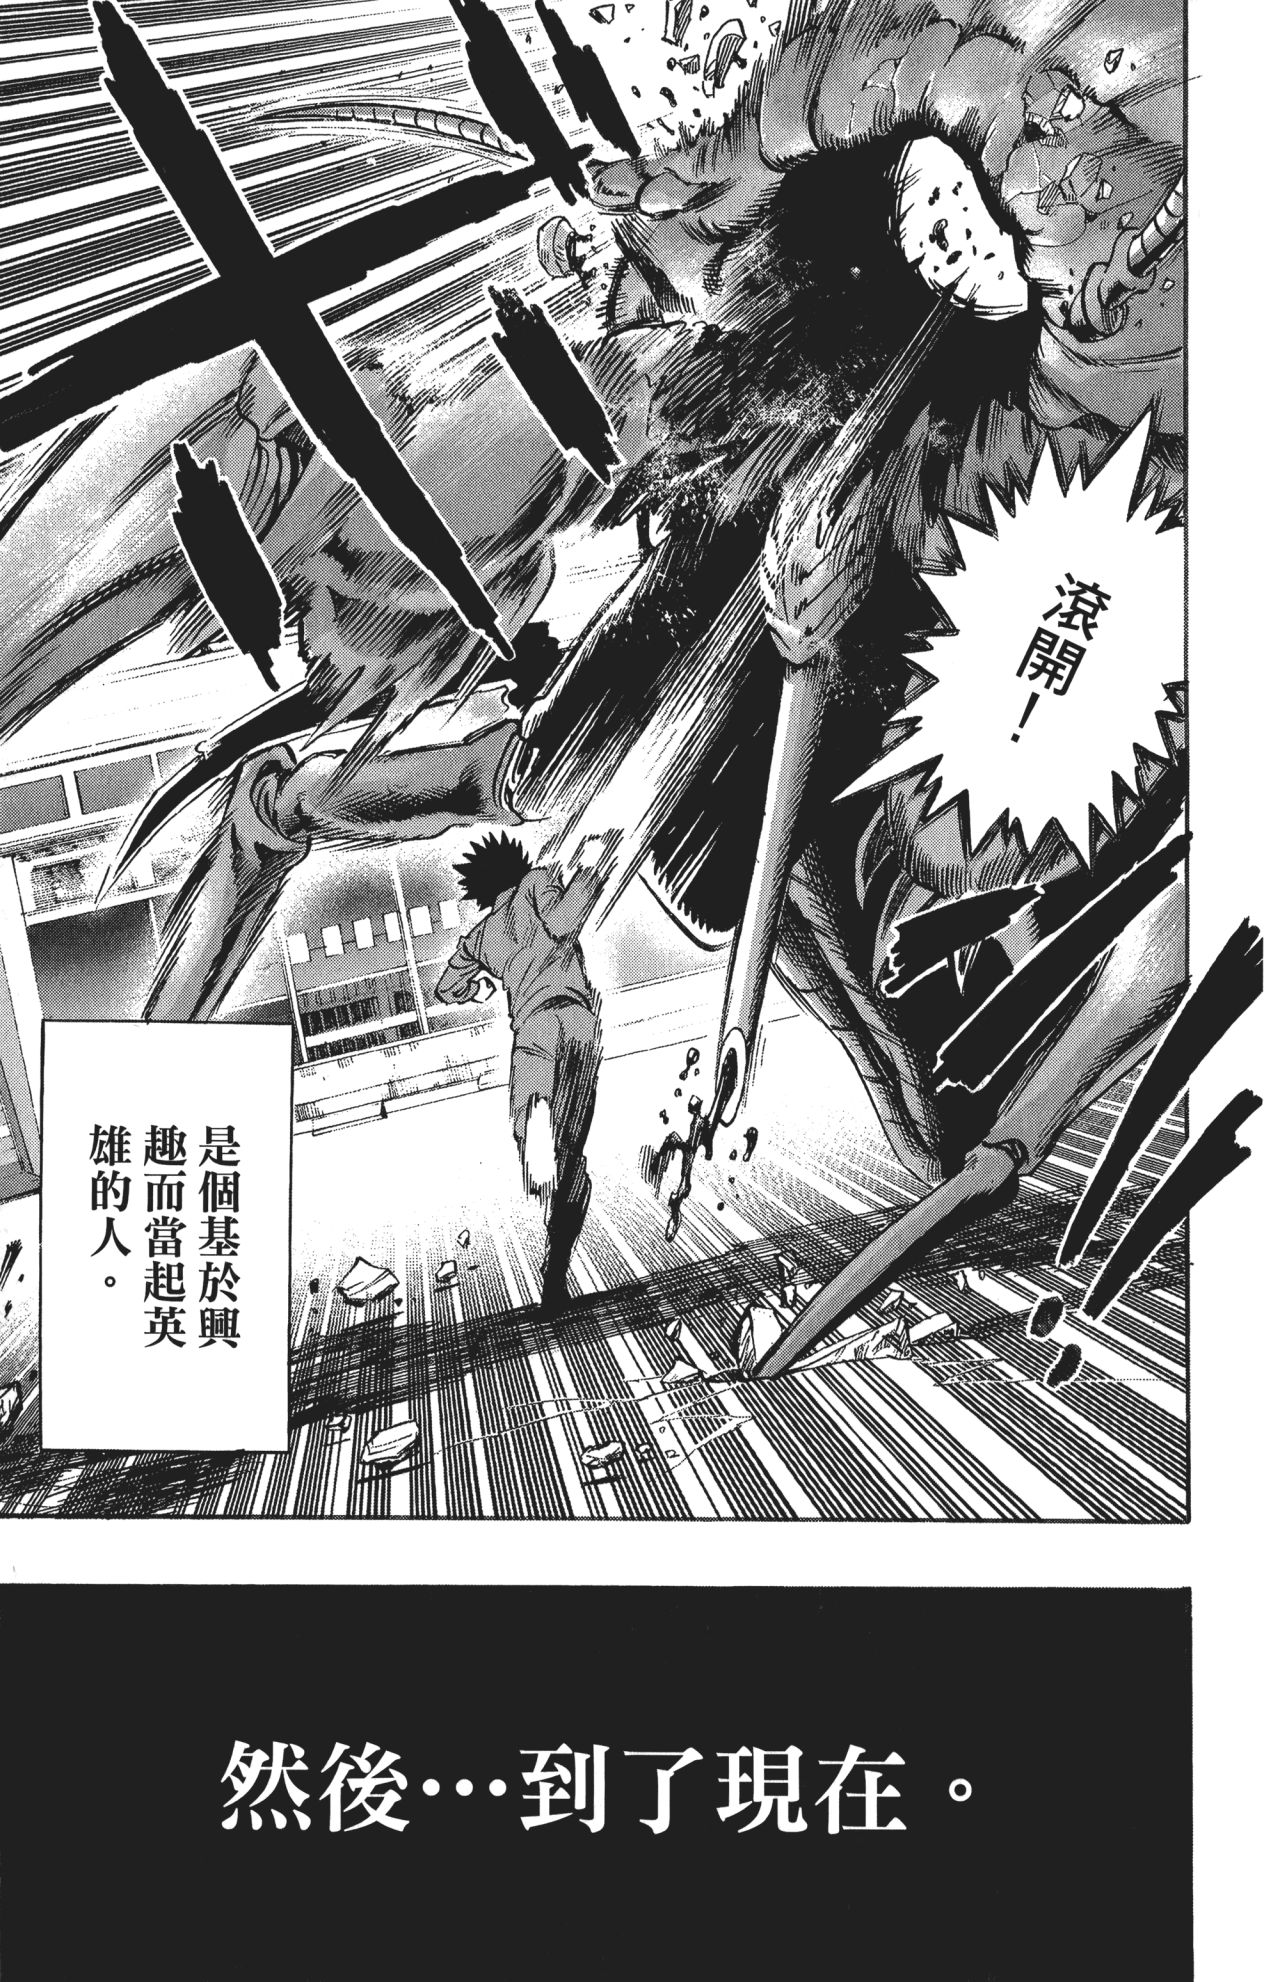 滾開！
是個基於興
趣而當起英
雄的人。
然後…到了現在。